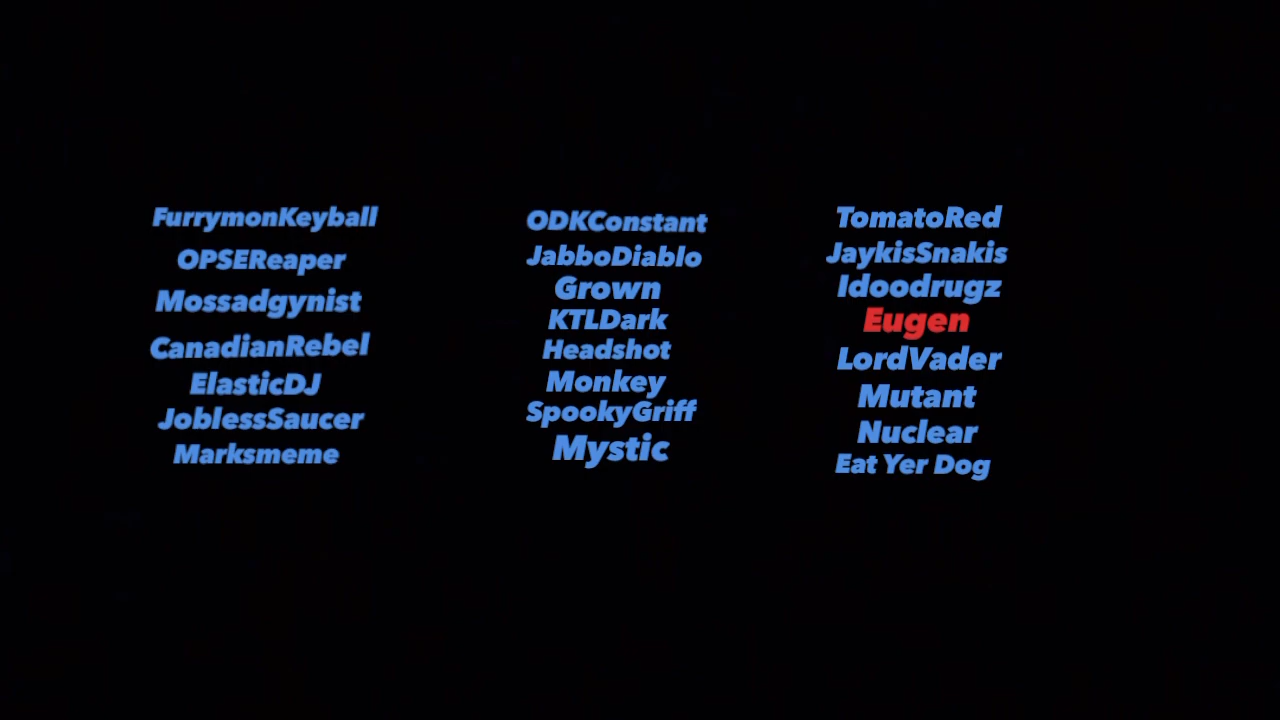 FurrymonKeyball
OPSEReaper
Mossadgynist
CanadianRebel
ElasticDJ
JoblessSaucer
Marksmeme
ODKConstant
JabboDiablo
Grown
KTLDark
Headshot
Monkey
SpookyGriff
Mystic
TomatoRed
JaykisSnakis
Idoodrugz
Eugen
LordVader
Mutant
Nuclear
Eat Yer Dog